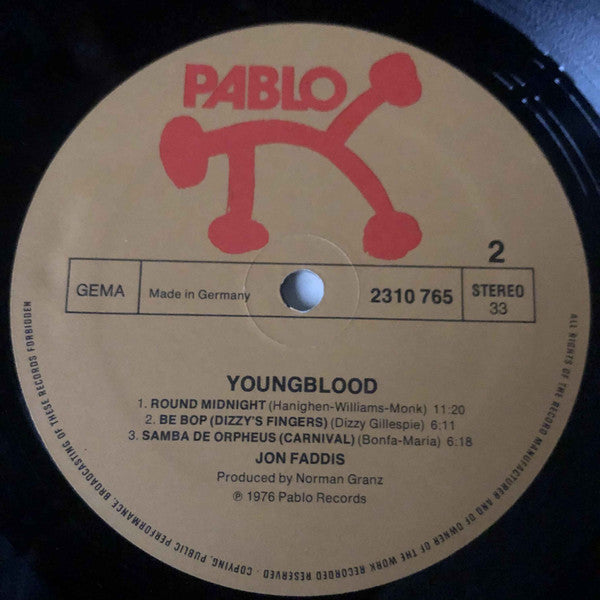 PABLO
2
GEMA
Made in Germany
2310 765
STEREO
33
YOUNGBLOOD
1. ROUND MIDNIGHT (Hanighen-Williams-Monk) 11:20
2. BE BOP (DIZZY'S FINGERS) (Dizzy Gillespie) 6:11
3. SAMBA DE ORPHEUS (CARNIVAL) (Bonfa-Maria) 6:18
JON FADDIS
Produced by Norman Granz
℗ 1976 Pablo Records
ALL RIGHTS OF THE RECORD MANUFACTURER AND OF OWNER OF THE WORK RECORDED RESERVED · COPYING, PUBLIC PERFORMANCE, BROADCASTING OF THESE RECORDS FORBIDDEN